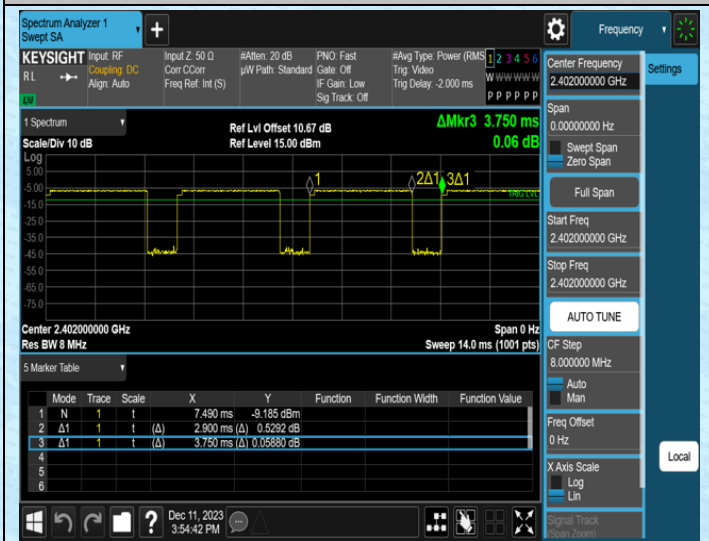 Spectrum Analyzer 1
Swept SA
+
Frequency
KEYSIGHT
RL
LXI
Input: RF
Coupling: DC
Align: Auto
Input Z: 50 Ω
Corr CCorr
Freq Ref: Int (S)
#Atten: 20 dB
µW Path: Standard
PNO: Fast
Gate: Off
IF Gain: Low
Sig Track: Off
#Avg Type: Power (RMS
Trig: Video
Trig Delay: -2.000 ms
1 2 3 4 5 6
W W W W W W
P P P P P P
1 Spectrum
Scale/Div 10 dB
Ref Lvl Offset 10.67 dB
Ref Level 15.00 dBm
ΔMkr3 3.750 ms
0.06 dB
Log
5.00
-5.00
-15.0
-25.0
-35.0
-45.0
-55.0
-65.0
-75.0
1
2Δ1
3Δ1
TRIG LVL
Center 2.402000000 GHz
Res BW 8 MHz
Span 0 Hz
Sweep 14.0 ms (1001 pts)
5 Marker Table
Mode Trace Scale X Y Function Function Width Function Value
1 N 1 t 7.490 ms -9.185 dBm
2 Δ1 1 t (Δ) 2.900 ms (Δ) 0.5292 dB
3 Δ1 1 t (Δ) 3.750 ms (Δ) 0.05880 dB
4
5
6
Dec 11, 2023
3:54:42 PM
Center Frequency
2.402000000 GHz
Settings
Span
0.00000000 Hz
Swept Span
Zero Span
Full Span
Start Freq
2.402000000 GHz
Stop Freq
2.402000000 GHz
AUTO TUNE
CF Step
8.000000 MHz
Auto
Man
Freq Offset
0 Hz
X Axis Scale
Log
Lin
Local
Signal Track
(Span Zoom)